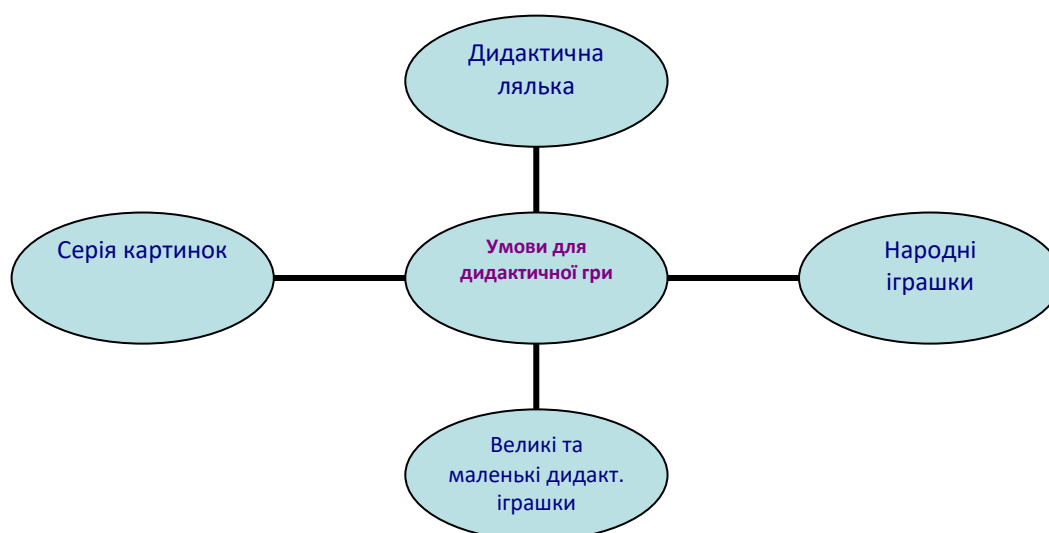 Дидактична
лялька
Серія картинок
Умови для
дидактичної гри
Народні
іграшки
Великі та
маленькі дидакт.
іграшки